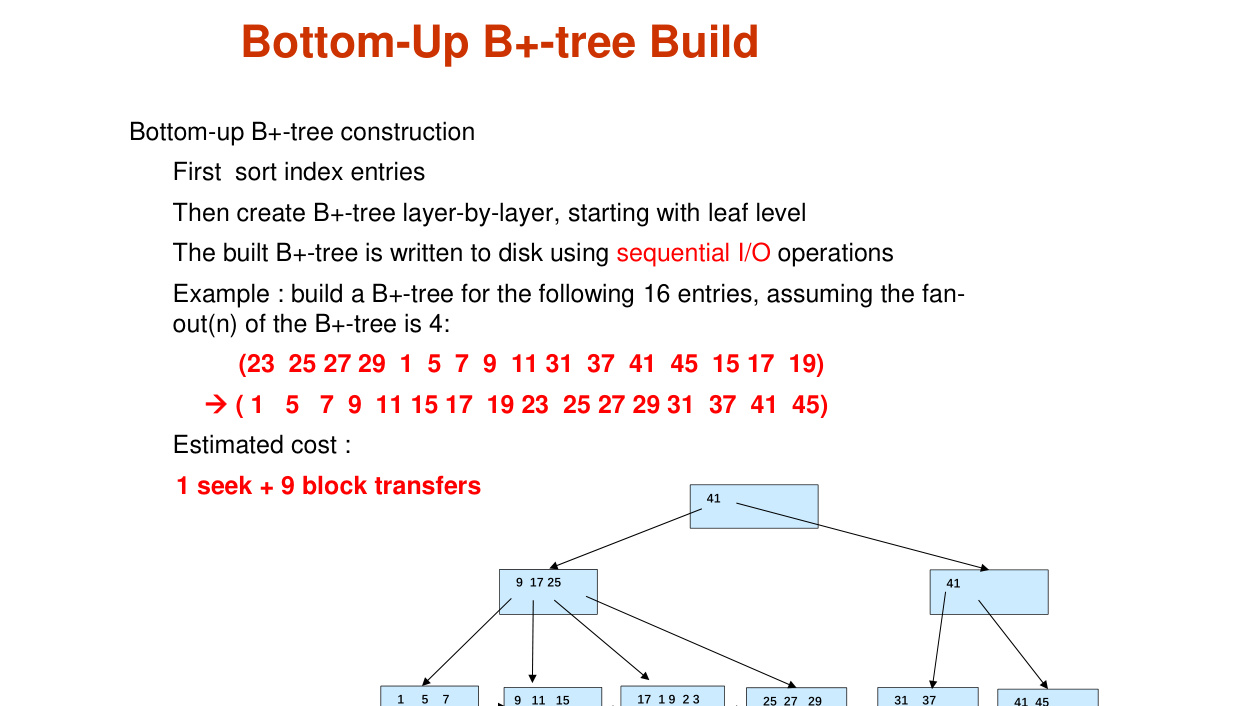 Bottom-Up B+-tree Build
Bottom-up B+-tree construction
First sort index entries
Then create B+-tree layer-by-layer, starting with leaf level
The built B+-tree is written to disk using sequential I/O operations
Example : build a B+-tree for the following 16 entries, assuming the fan-
out(n) of the B+-tree is 4:
(23 25 27 29 1 5 7 9 11 31 37 41 45 15 17 19)
→ ( 1 5 7 9 11 15 17 19 23 25 27 29 31 37 41 45)
Estimated cost :
1 seek + 9 block transfers
41
9 17 25
41
1 5 7
9 11 15
17 1 9 2 3
25 27 29
31 37
41 45